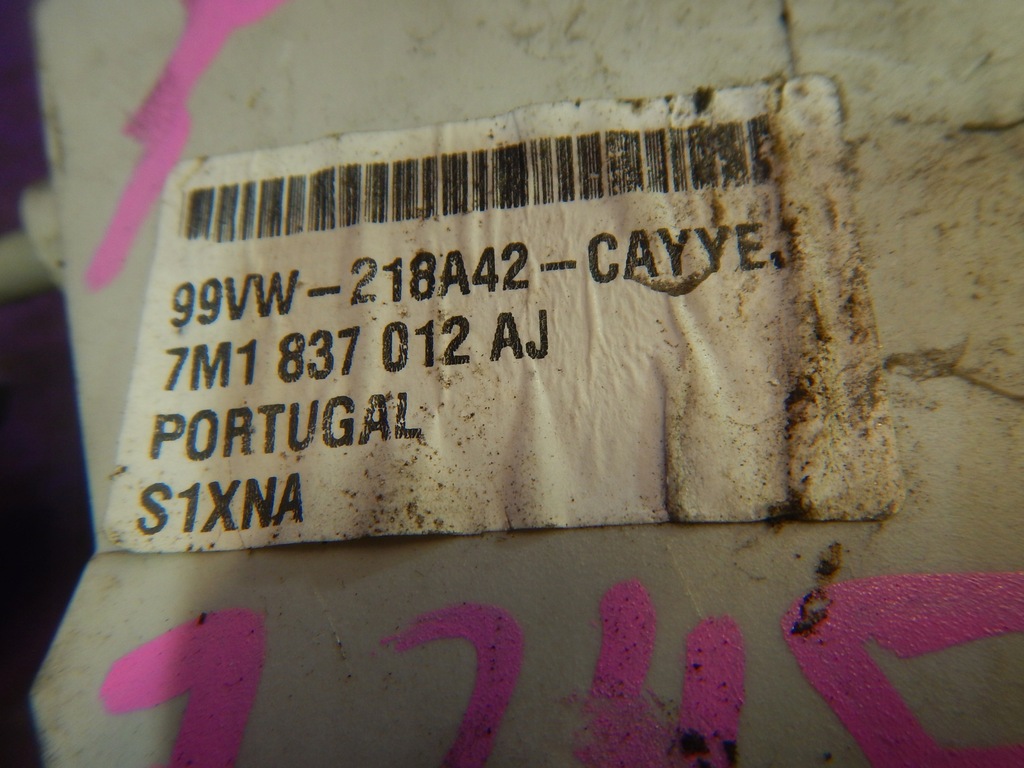 99VW-218A42-CAYYE.
7M1 837 012 AJ
PORTUGAL
S1XNA